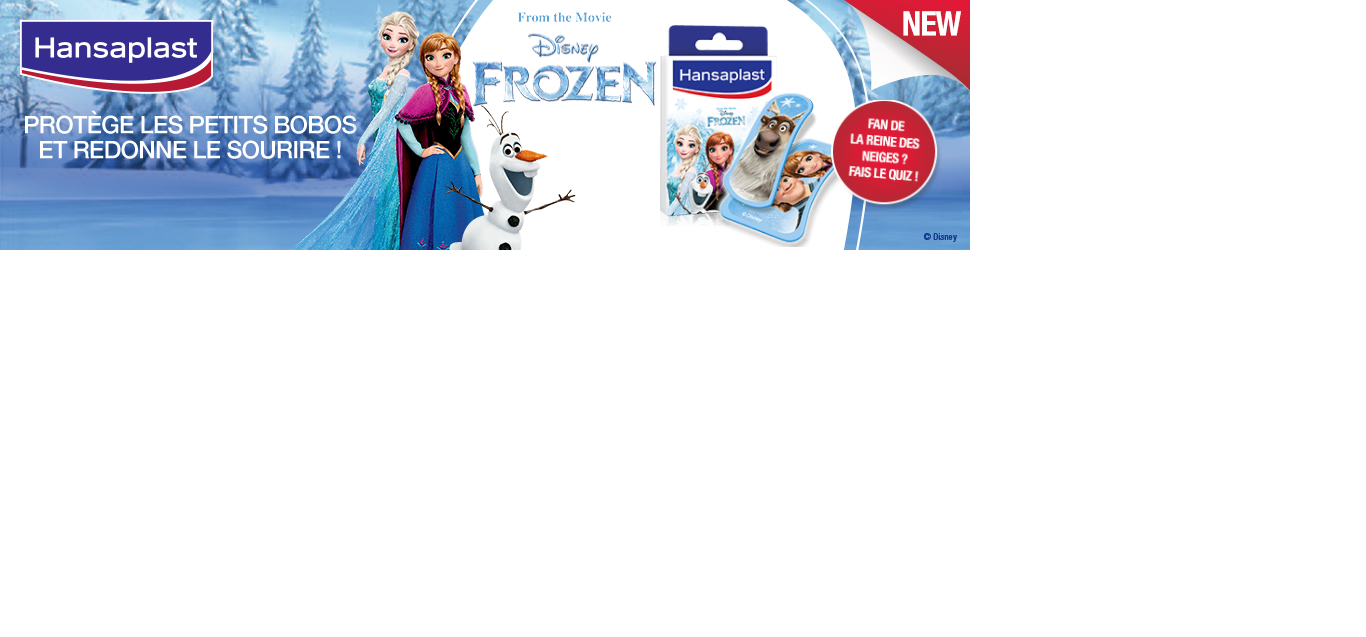 Hansaplast
PROTÈGE LES PETITS BOBOS
ET REDONNE LE SOURIRE !
From the Movie
Disney
FROZEN
Hansaplast
Disney
FROZEN
© Disney
NEW
FAN DE
LA REINE DES
NEIGES ?
FAIS LE QUIZ !
© Disney